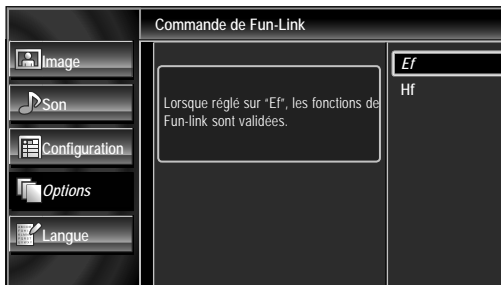 Commande de Fun-Link
Image
Son
Configuration
Options
Langue
Lorsque réglé sur "Ef", les fonctions de
Fun-link sont validées.
Ef
Hf